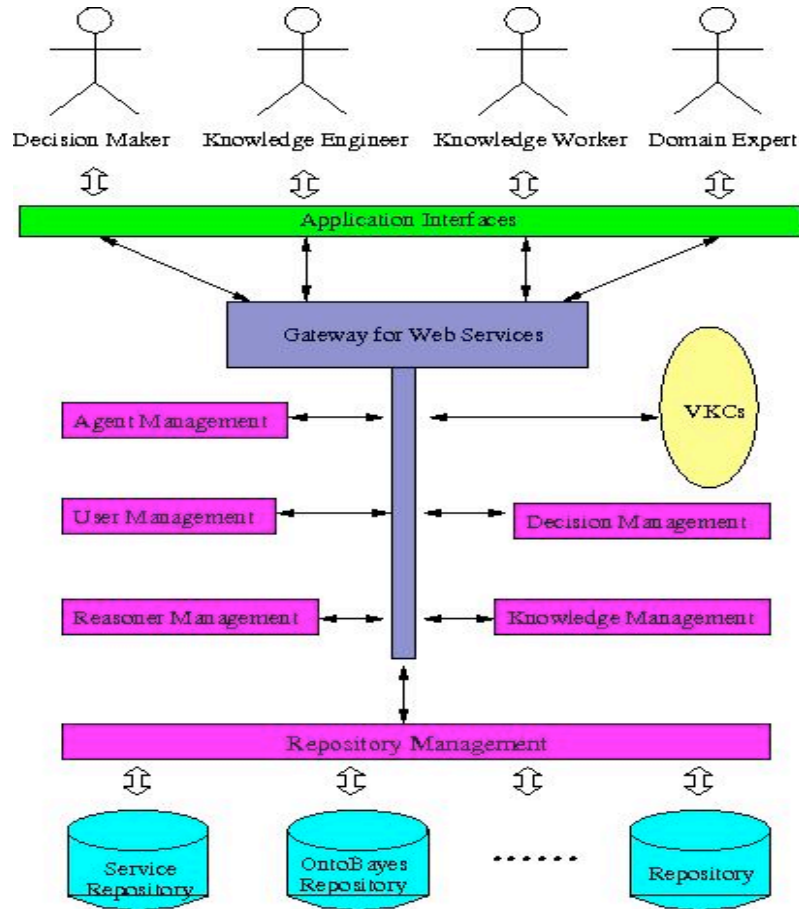 Decision Maker
Knowledge Engineer
Knowledge Worker
Domain Expert
Application Interfaces
Gateway for Web Services
Agent Management
VKCs
User Management
Decision Management
Reasoner Management
Knowledge Management
Repository Management
Service
Repository
OntoBayes
Repository
......
Repository